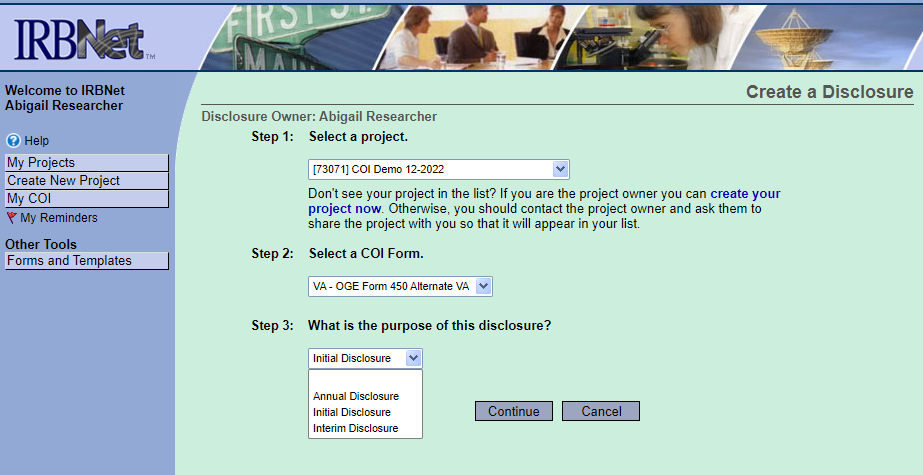 FIRST ST
MAIN
IRBNet™
Welcome to IRBNet
Abigail Researcher
Help
My Projects
Create New Project
My COI
My Reminders
Other Tools
Forms and Templates
Create a Disclosure
Disclosure Owner: Abigail Researcher
Step 1: Select a project.
[73071] COI Demo 12-2022
Don't see your project in the list? If you are the project owner you can create your
project now. Otherwise, you should contact the project owner and ask them to
share the project with you so that it will appear in your list.
Step 2: Select a COI Form.
VA - OGE Form 450 Alternate VA
Step 3: What is the purpose of this disclosure?
Initial Disclosure
Annual Disclosure
Initial Disclosure
Interim Disclosure
Continue
Cancel